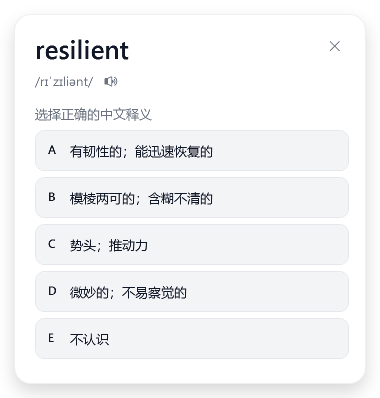 resilient
/rɪˈzɪliənt/
选择正确的中文释义
A 有韧性的；能迅速恢复的
B 模棱两可的；含糊不清的
C 势头；推动力
D 微妙的；不易察觉的
E 不认识